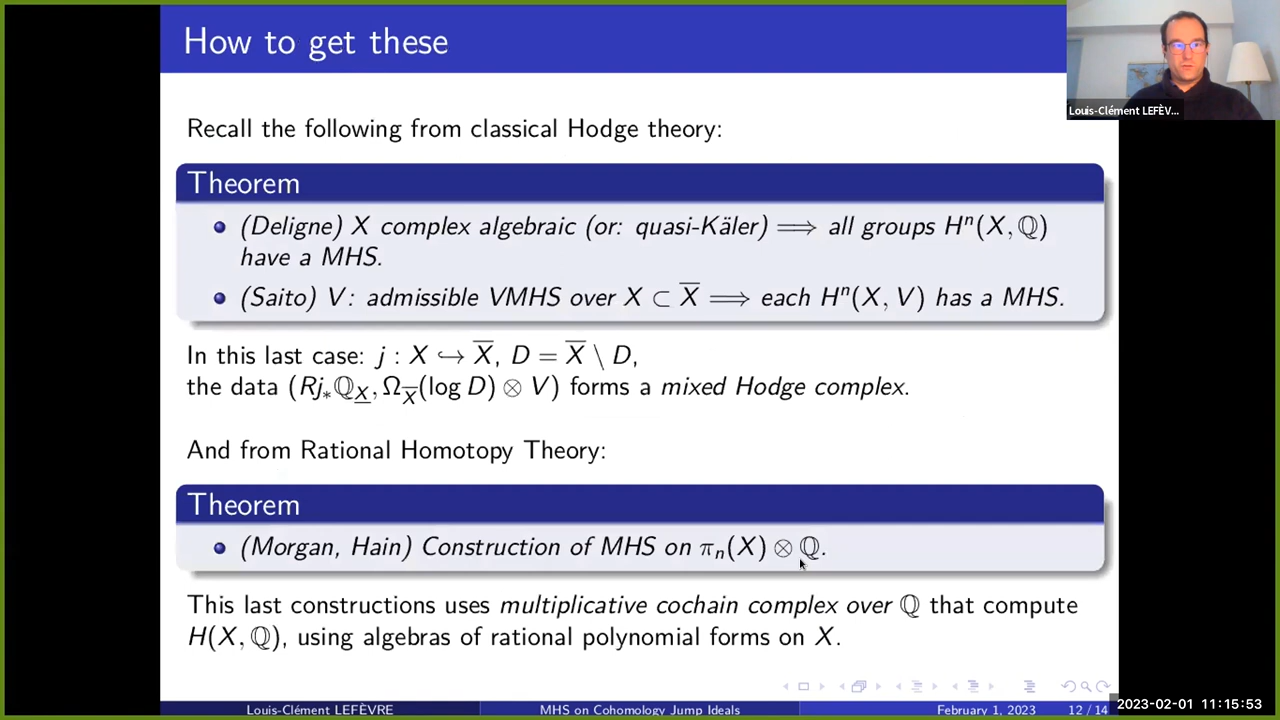 How to get these
Louis-Clément LEFÈV...
Recall the following from classical Hodge theory:
Theorem
(Deligne) X complex algebraic (or: quasi-Käler) ⟹ all groups Hⁿ(X, ℚ)
have a MHS.
(Saito) V: admissible VMHS over X ⊂ X̅ ⟹ each Hⁿ(X, V) has a MHS.
In this last case: j : X ↪ X̅, D = X̅ \ D,
the data (Rj_*ℚ_X, Ω_X̅(log D) ⊗ V) forms a mixed Hodge complex.
And from Rational Homotopy Theory:
Theorem
(Morgan, Hain) Construction of MHS on πₙ(X) ⊗ ℚ.
This last constructions uses multiplicative cochain complex over ℚ that compute
H(X, ℚ), using algebras of rational polynomial forms on X.
Louis-Clément LEFÈVRE
MHS on Cohomology Jump Ideals
February 1, 2023
12 / 14
2023-02-01 11:15:53